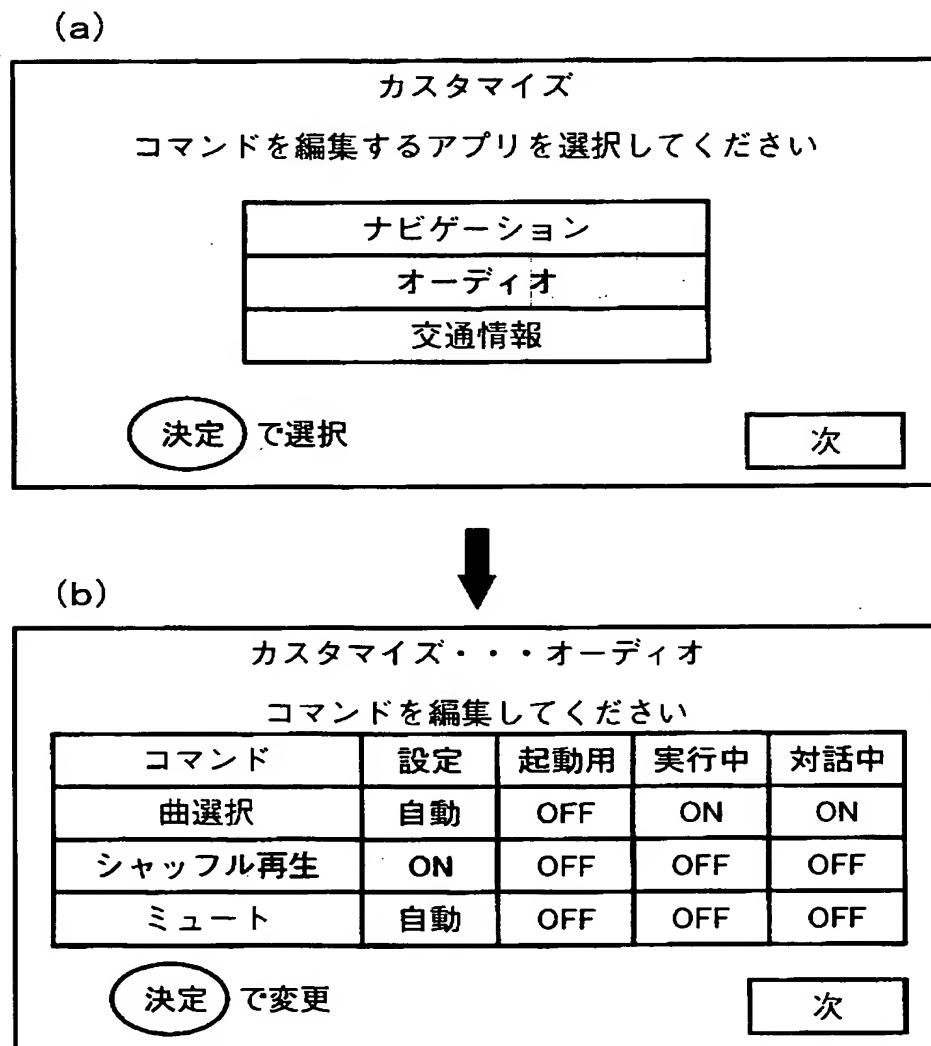 (a)
カスタマイズ
コマンドを編集するアプリを選択してください
ナビゲーション
オーディオ
交通情報
決定 で選択
次
(b)
カスタマイズ・・・オーディオ
コマンドを編集してください
コマンド 設定 起動用 実行中 対話中
曲選択 自動 OFF ON ON
シャッフル再生 ON OFF OFF OFF
ミュート 自動 OFF OFF OFF
決定 で変更
次